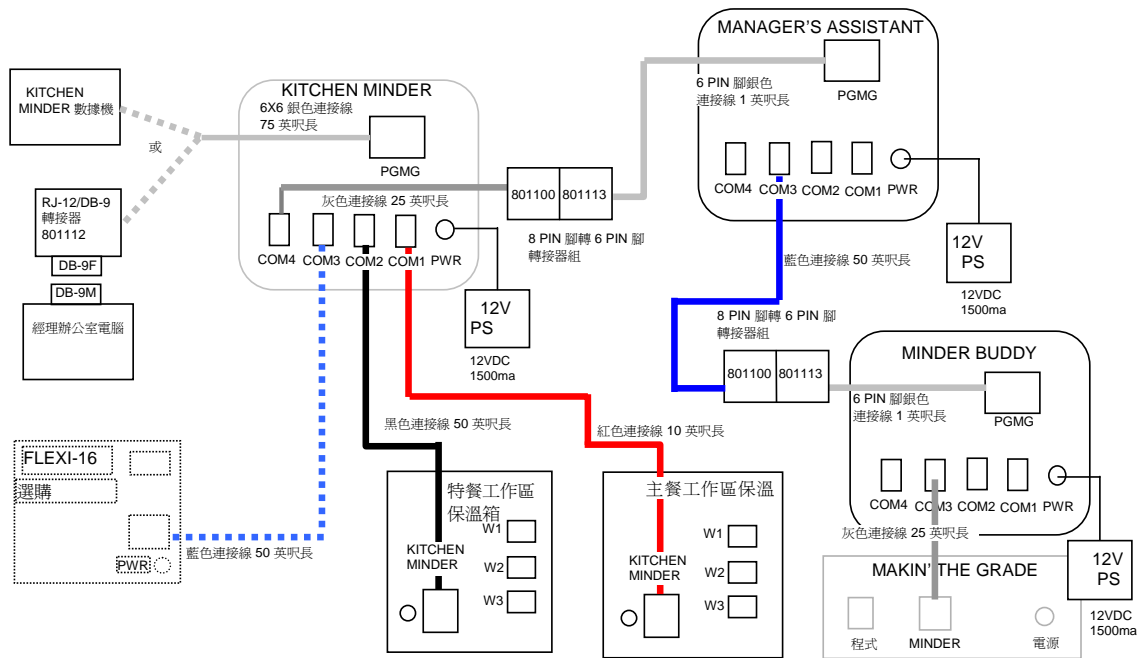 MANAGER'S ASSISTANT
6 PIN 腳銀色
連接線 1 英呎長
PGMG
COM4
COM3
COM2
COM1
PWR
12V
PS
12VDC
1500ma
KITCHEN
MINDER 數據機
或
RJ-12/DB-9
轉接器
801112
DB-9F
DB-9M
經理辦公室電腦
KITCHEN MINDER
6X6 銀色連接線
75 英呎長
PGMG
灰色連接線 25 英呎長
COM4
COM3
COM2
COM1
PWR
801100
801113
8 PIN 腳轉 6 PIN 腳
轉接器組
12V
PS
12VDC
1500ma
藍色連接線 50 英呎長
8 PIN 腳轉 6 PIN 腳
轉接器組
801100
801113
MINDER BUDDY
6 PIN 腳銀色
連接線 1 英呎長
PGMG
COM4
COM3
COM2
COM1
PWR
灰色連接線 25 英呎長
12V
PS
12VDC
1500ma
MAKIN' THE GRADE
程式
MINDER
電源
黑色連接線 50 英呎長
紅色連接線 10 英呎長
FLEXI-16
選購
PWR
藍色連接線 50 英呎長
特餐工作區
保溫箱
W1
W2
W3
KITCHEN
MINDER
主餐工作區保溫
W1
W2
W3
KITCHEN
MINDER